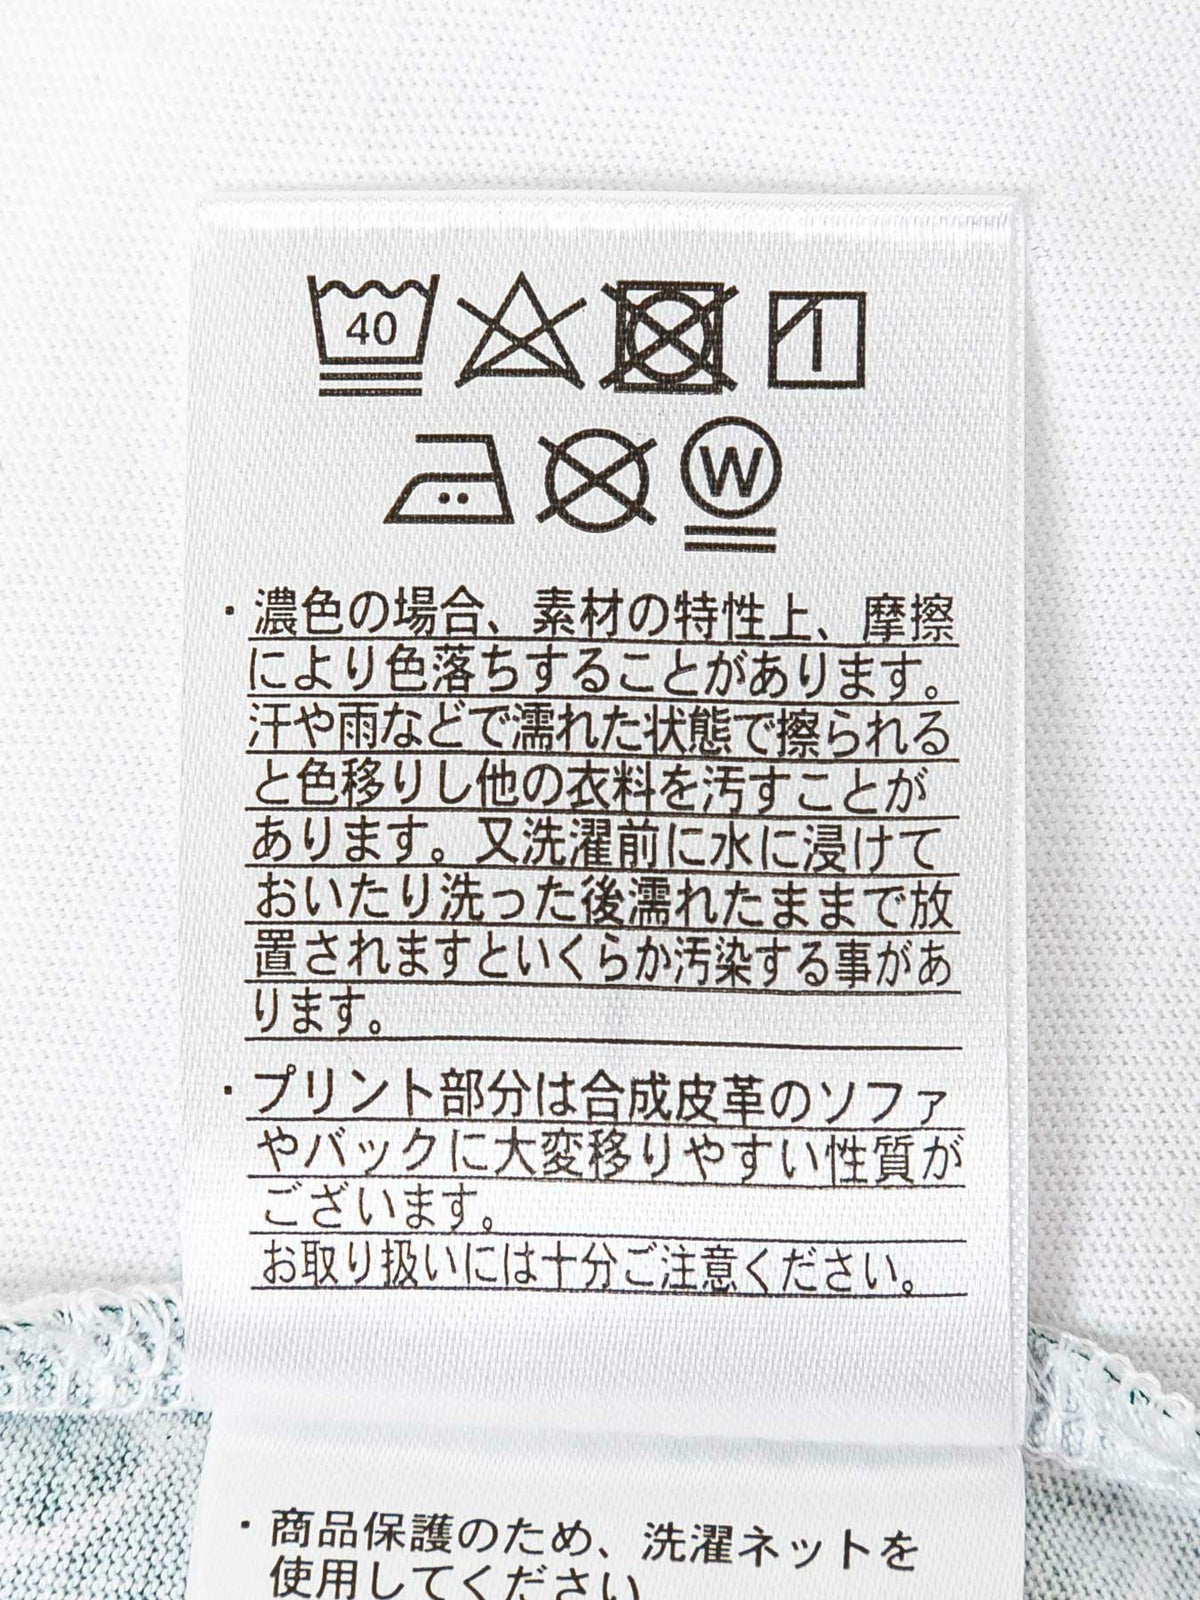 40
W
・濃色の場合、素材の特性上、摩擦
により色落ちすることがあります。
汗や雨などで濡れた状態で擦られる
と色移りし他の衣料を汚すことが
あります。又洗濯前に水に浸けて
おいたり洗った後濡れたままで放
置されますといくらか汚染する事があ
ります。
・プリント部分は合成皮革のソファ
やバックに大変移りやすい性質が
ございます。
お取り扱いには十分ご注意ください。
・商品保護のため、洗濯ネットを
使用してください